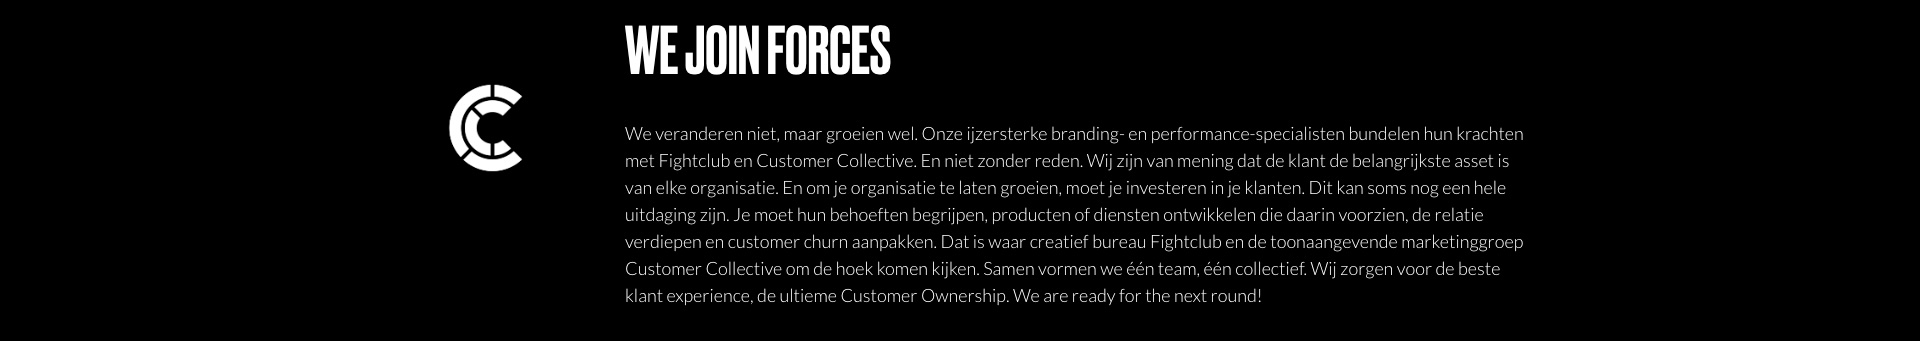 WE JOIN FORCES
We veranderen niet, maar groeien wel. Onze ijzersterke branding- en performance-specialisten bundelen hun krachten
met Fightclub en Customer Collective. En niet zonder reden. Wij zijn van mening dat de klant de belangrijkste asset is
van elke organisatie. En om je organisatie te laten groeien, moet je investeren in je klanten. Dit kan soms nog een hele
uitdaging zijn. Je moet hun behoeften begrijpen, producten of diensten ontwikkelen die daarin voorzien, de relatie
verdiepen en customer churn aanpakken. Dat is waar creatief bureau Fightclub en de toonaangevende marketinggroep
Customer Collective om de hoek komen kijken. Samen vormen we één team, één collectief. Wij zorgen voor de beste
klant experience, de ultieme Customer Ownership. We are ready for the next round!